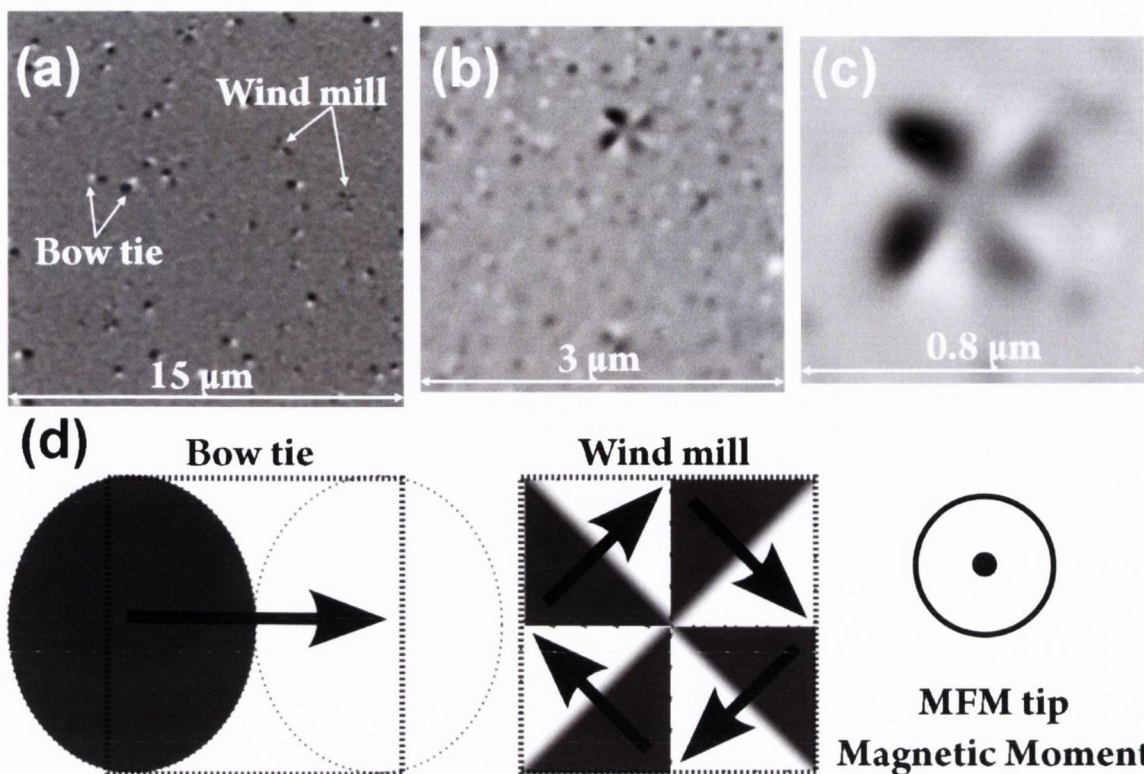 (a)
Wind mill
Bow tie
15 µm
(b)
3 µm
(c)
0.8 µm
(d)
Bow tie
Wind mill
MFM tip
Magnetic Moment